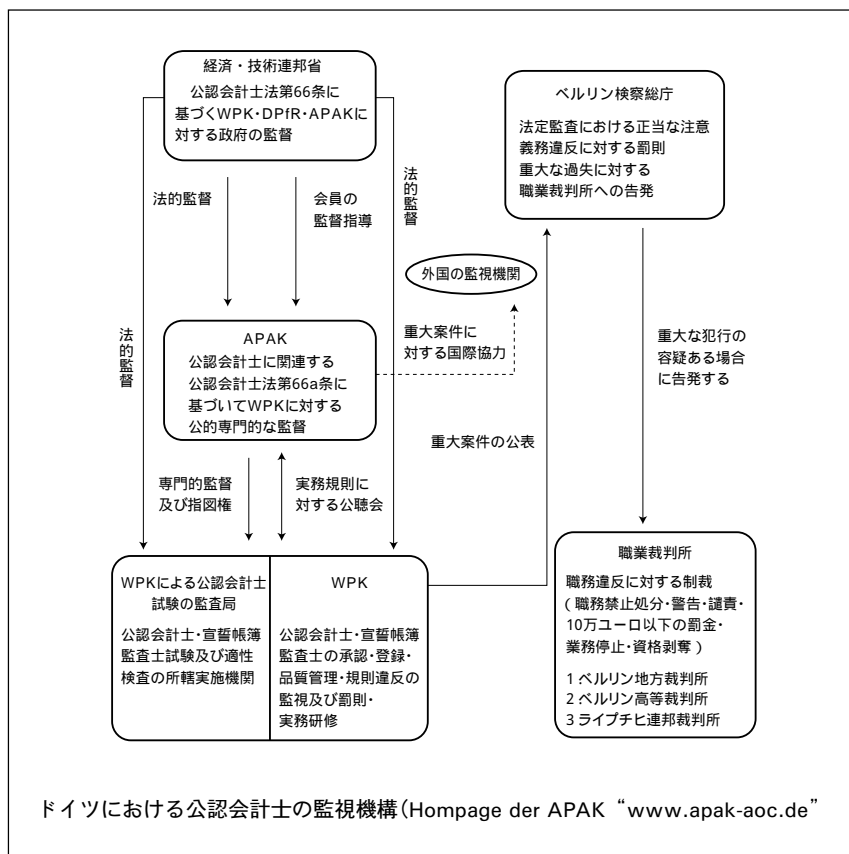 経済・技術連邦省
公認会計士法第66条に
基づくWPK・DPfR・APAKに
対する政府の監督
ベルリン検察総庁
法定監査における正当な注意
義務違反に対する罰則
重大な過失に対する
職業裁判所への告発
法的監督
会員の
監督指導
法的監督
外国の監視機関
法的監督
APAK
公認会計士に関連する
公認会計士法第66a条に
基づいてWPKに対する
公的専門的な監督
重大案件に
対する国際協力
重大な犯行の
容疑ある場合
に告発する
重大案件の公表
専門的監督
及び指図権
実務規則に
対する公聴会
WPKによる公認会計士
試験の監査局
公認会計士・宣誓帳簿
監査士試験及び適性
検査の所轄実施機関
WPK
公認会計士・宣誓帳簿
監査士の承認・登録・
品質管理・規則違反の
監視及び罰則・
実務研修
職業裁判所
職務違反に対する制裁
(職務禁止処分・警告・譴責・
10万ユーロ以下の罰金・
業務停止・資格剥奪)
1 ベルリン地方裁判所
2 ベルリン高等裁判所
3 ライプチヒ連邦裁判所
ドイツにおける公認会計士の監視機構(Hompage der APAK “www.apak-aoc.de”